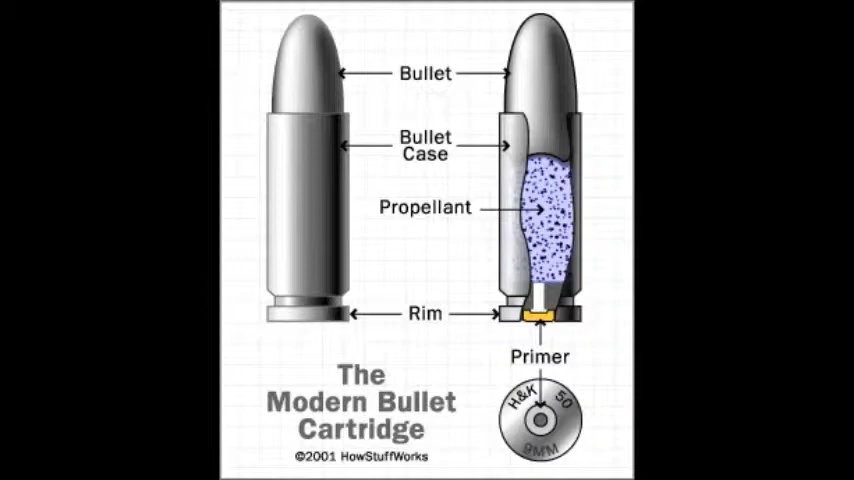 Bullet
Bullet
Case
Propellant
Rim
Primer
H&K 50
9MM
The
Modern Bullet
Cartridge
©2001 HowStuffWorks